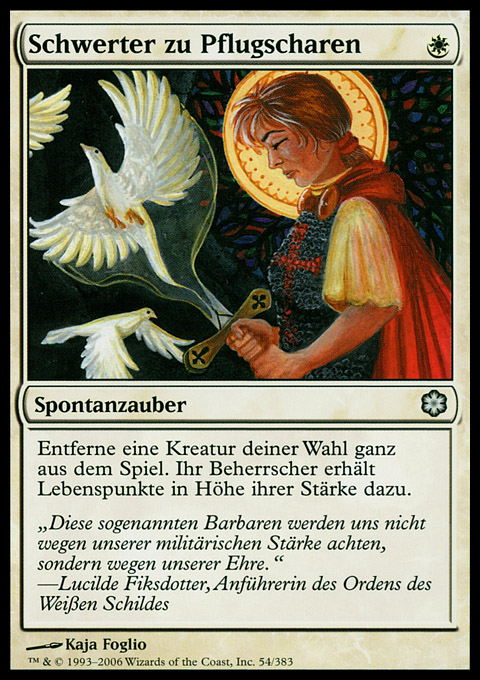 Schwerter zu Pflugscharen
Spontanzauber
Entferne eine Kreatur deiner Wahl ganz
aus dem Spiel. Ihr Beherrscher erhält
Lebenspunkte in Höhe ihrer Stärke dazu.
„Diese sogenannten Barbaren werden uns nicht
wegen unserer militärischen Stärke achten,
sondern wegen unserer Ehre.“
—Lucilde Fiksdotter, Anführerin des Ordens des
Weißen Schildes
Kaja Foglio
™ & © 1993–2006 Wizards of the Coast, Inc. 54/383